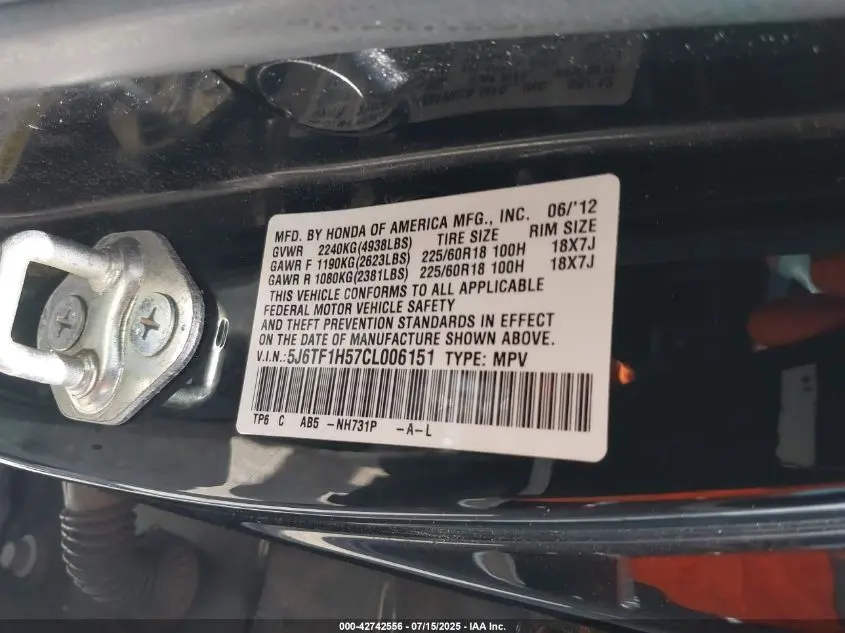 MFD. BY HONDA OF AMERICA MFG., INC. 06/'12
GVWR 2240KG(4938LBS) TIRE SIZE RIM SIZE
GAWR F 1190KG(2623LBS) 225/60R18 100H 18X7J
GAWR R 1080KG(2381LBS) 225/60R18 100H 18X7J
THIS VEHICLE CONFORMS TO ALL APPLICABLE
FEDERAL MOTOR VEHICLE SAFETY
AND THEFT PREVENTION STANDARDS IN EFFECT
ON THE DATE OF MANUFACTURE SHOWN ABOVE.
V.I.N.:5J6TF1H57CL006151 TYPE: MPV
TP6 C AB5 -NH731P -A-L
000-42742556 - 07/15/2025 - IAA Inc.